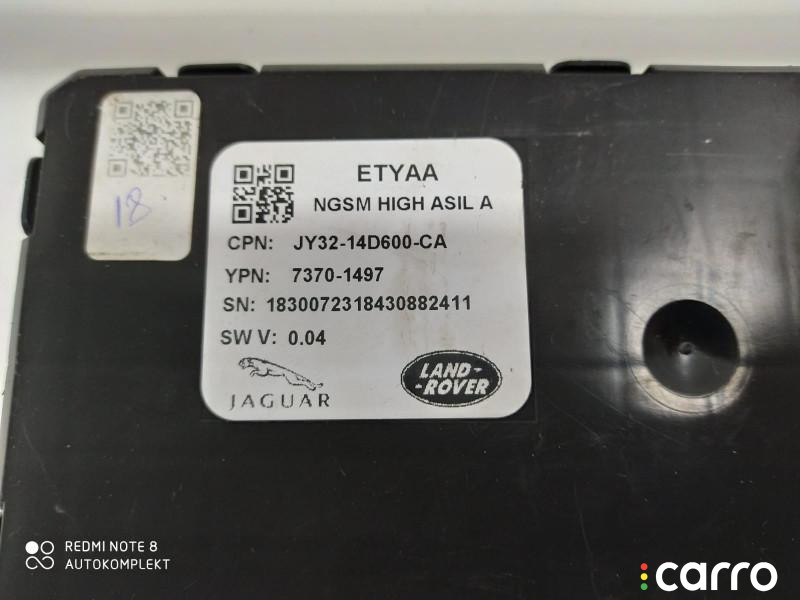 18
ETYAA
NGSM HIGH ASIL A
CPN: JY32-14D600-CA
YPN: 7370-1497
SN: 1830072318430882411
SW V: 0.04
JAGUAR
LAND-
-ROVER
REDMI NOTE 8
AUTOKOMPLEKT
carro